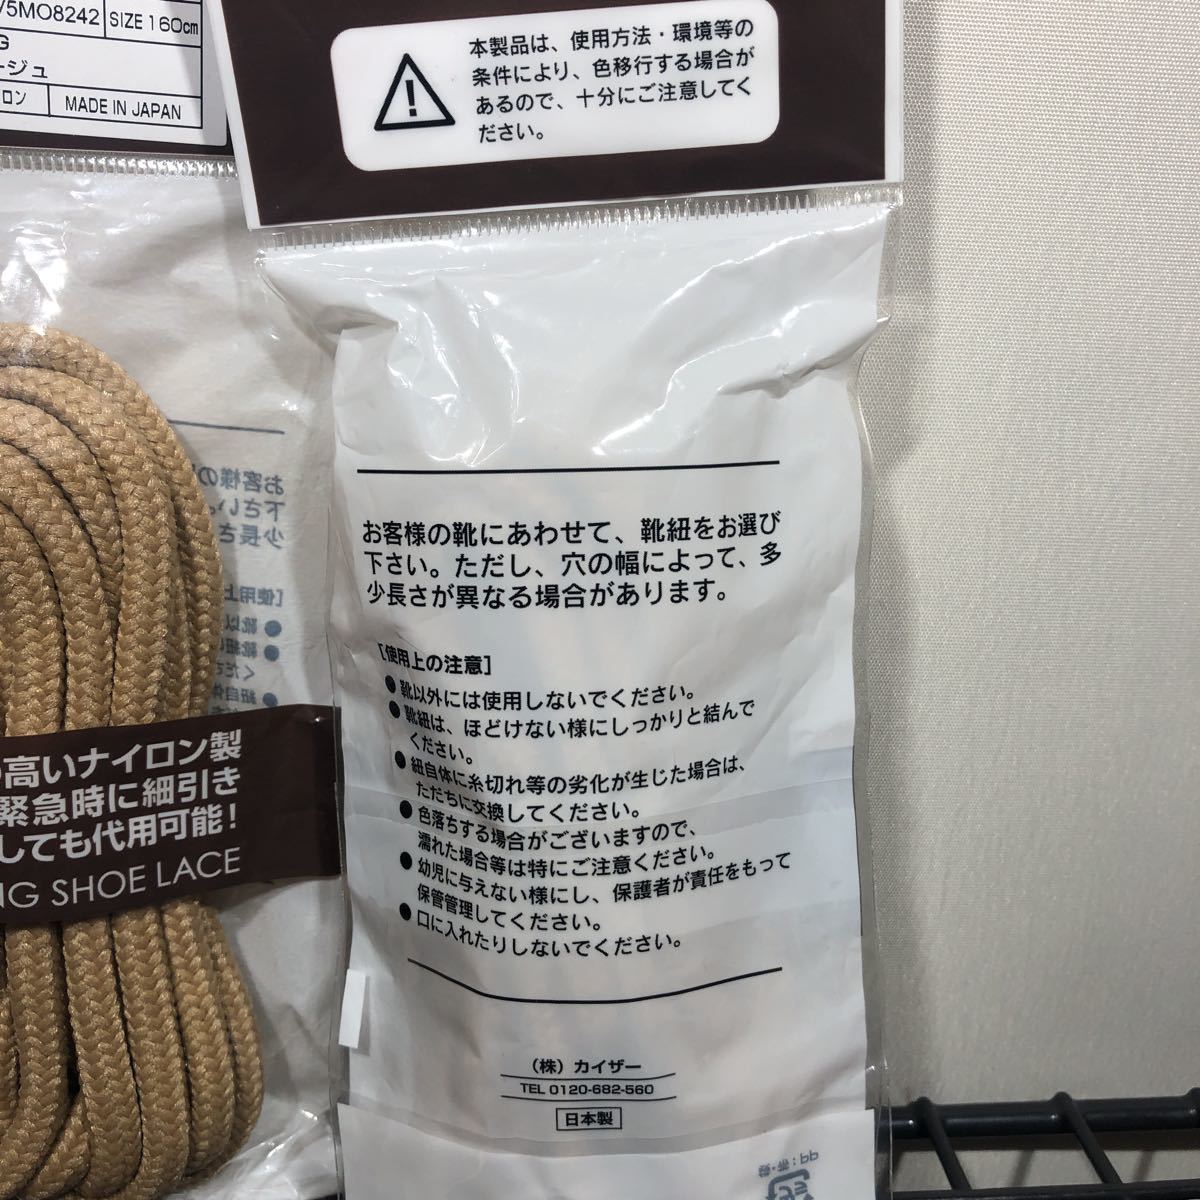 /5MO8242 SIZE 160cm
G
ージュ
ロン MADE IN JAPAN
本製品は、使用方法・環境等の
条件により、色移行する場合が
あるので、十分にご注意してく
ださい。
お客様の靴にあわせて、靴紐をお選び
下さい。ただし、穴の幅によって、多
少長さが異なる場合があります。
[使用上の注意]
●靴以外には使用しないでください。
●靴紐は、ほどけない様にしっかりと結んで
ください。
●紐自体に糸切れ等の劣化が生じた場合は、
ただちに交換してください。
●色落ちする場合がございますので、
濡れた場合等は特にご注意ください。
●幼児に与えない様にし、保護者が責任をもって
保管管理してください。
●口に入れたりしないでください。
(株) カイザー
TEL 0120-682-560
日本製
高いナイロン製
緊急時に細引き
しても代用可能!
NG SHOE LACE